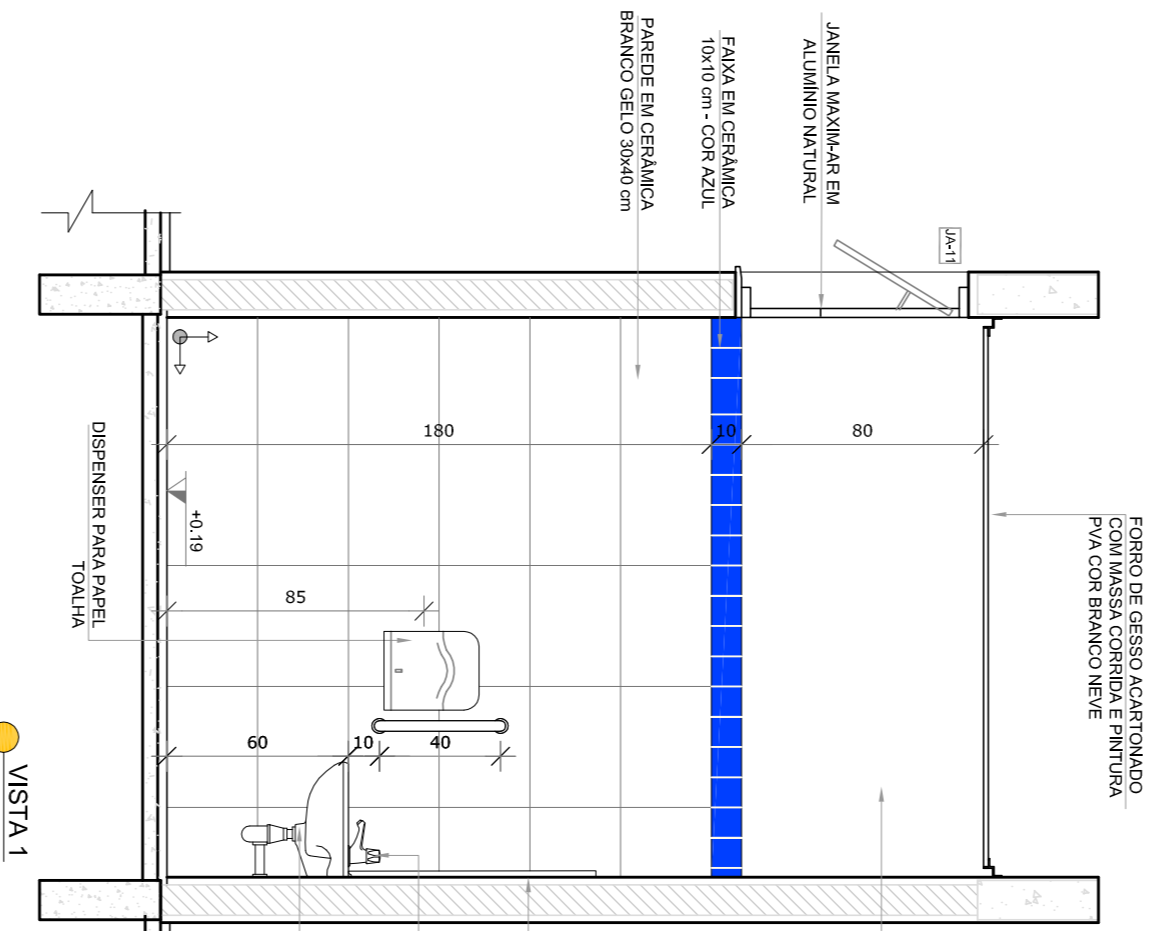 FORRO DE GESSO ACARTONADO
COM MASSA CORRIDA E PINTURA
PVA COR BRANCO NEVE
JA-11
JANELA MAXIM-AR EM
ALUMÍNIO NATURAL
FAIXA EM CERÂMICA
10x10 cm - COR AZUL
PAREDE EM CERÂMICA
BRANCO GELO 30x40 cm
80
10
180
85
40
10
60
+0.19
DISPENSER PARA PAPEL
TOALHA
VISTA 1